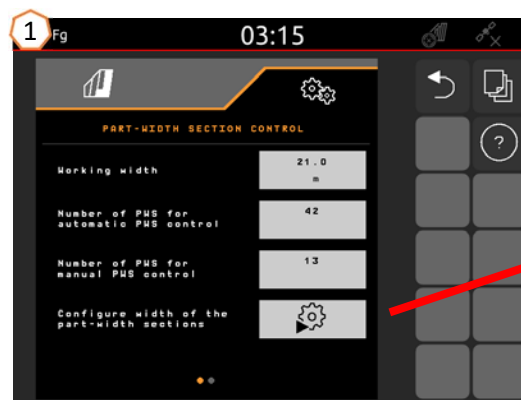 1
Fg
03:15
PART-WIDTH SECTION CONTROL
Working width
21.0
m
Number of PWS for
automatic PWS control
42
Number of PWS for
manual PWS control
13
Configure width of the
part-width sections
?